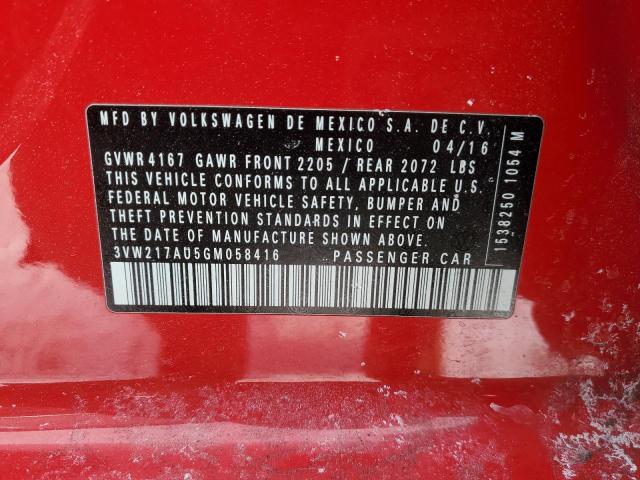 MFD BY VOLKSWAGEN DE MEXICO S.A. DE C.V.
MEXICO 04/16
GVWR 4167 GAWR FRONT 2205 / REAR 2072 LBS
THIS VEHICLE CONFORMS TO ALL APPLICABLE U.S.
FEDERAL MOTOR VEHICLE SAFETY, BUMPER AND
THEFT PREVENTION STANDARDS IN EFFECT ON
THE DATE OF MANUFACTURE SHOWN ABOVE.
3VW217AU5GM058416 PASSENGER CAR
1538250 1054 M